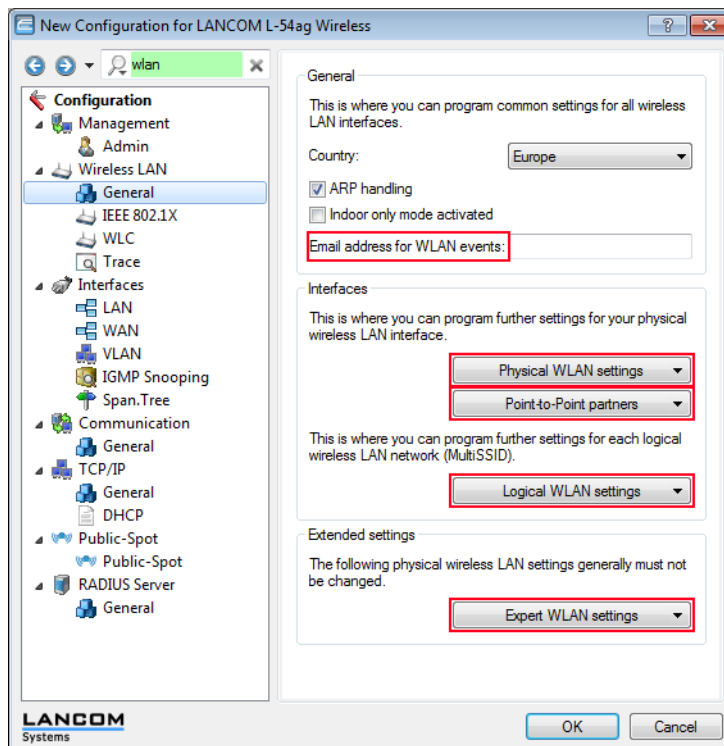 New Configuration for LANCOM L-54ag Wireless
wlan
Configuration
Management
Admin
Wireless LAN
General
IEEE 802.1X
WLC
Trace
Interfaces
LAN
WAN
VLAN
IGMP Snooping
Span.Tree
Communication
General
TCP/IP
General
DHCP
Public-Spot
Public-Spot
RADIUS Server
General
General
This is where you can program common settings for all wireless
LAN interfaces.
Country: Europe
ARP handling
Indoor only mode activated
Email address for WLAN events:
Interfaces
This is where you can program further settings for your physical
wireless LAN interface.
Physical WLAN settings
Point-to-Point partners
This is where you can program further settings for each logical
wireless LAN network (MultiSSID).
Logical WLAN settings
Extended settings
The following physical wireless LAN settings generally must not
be changed.
Expert WLAN settings
LANCOM
Systems
OK Cancel